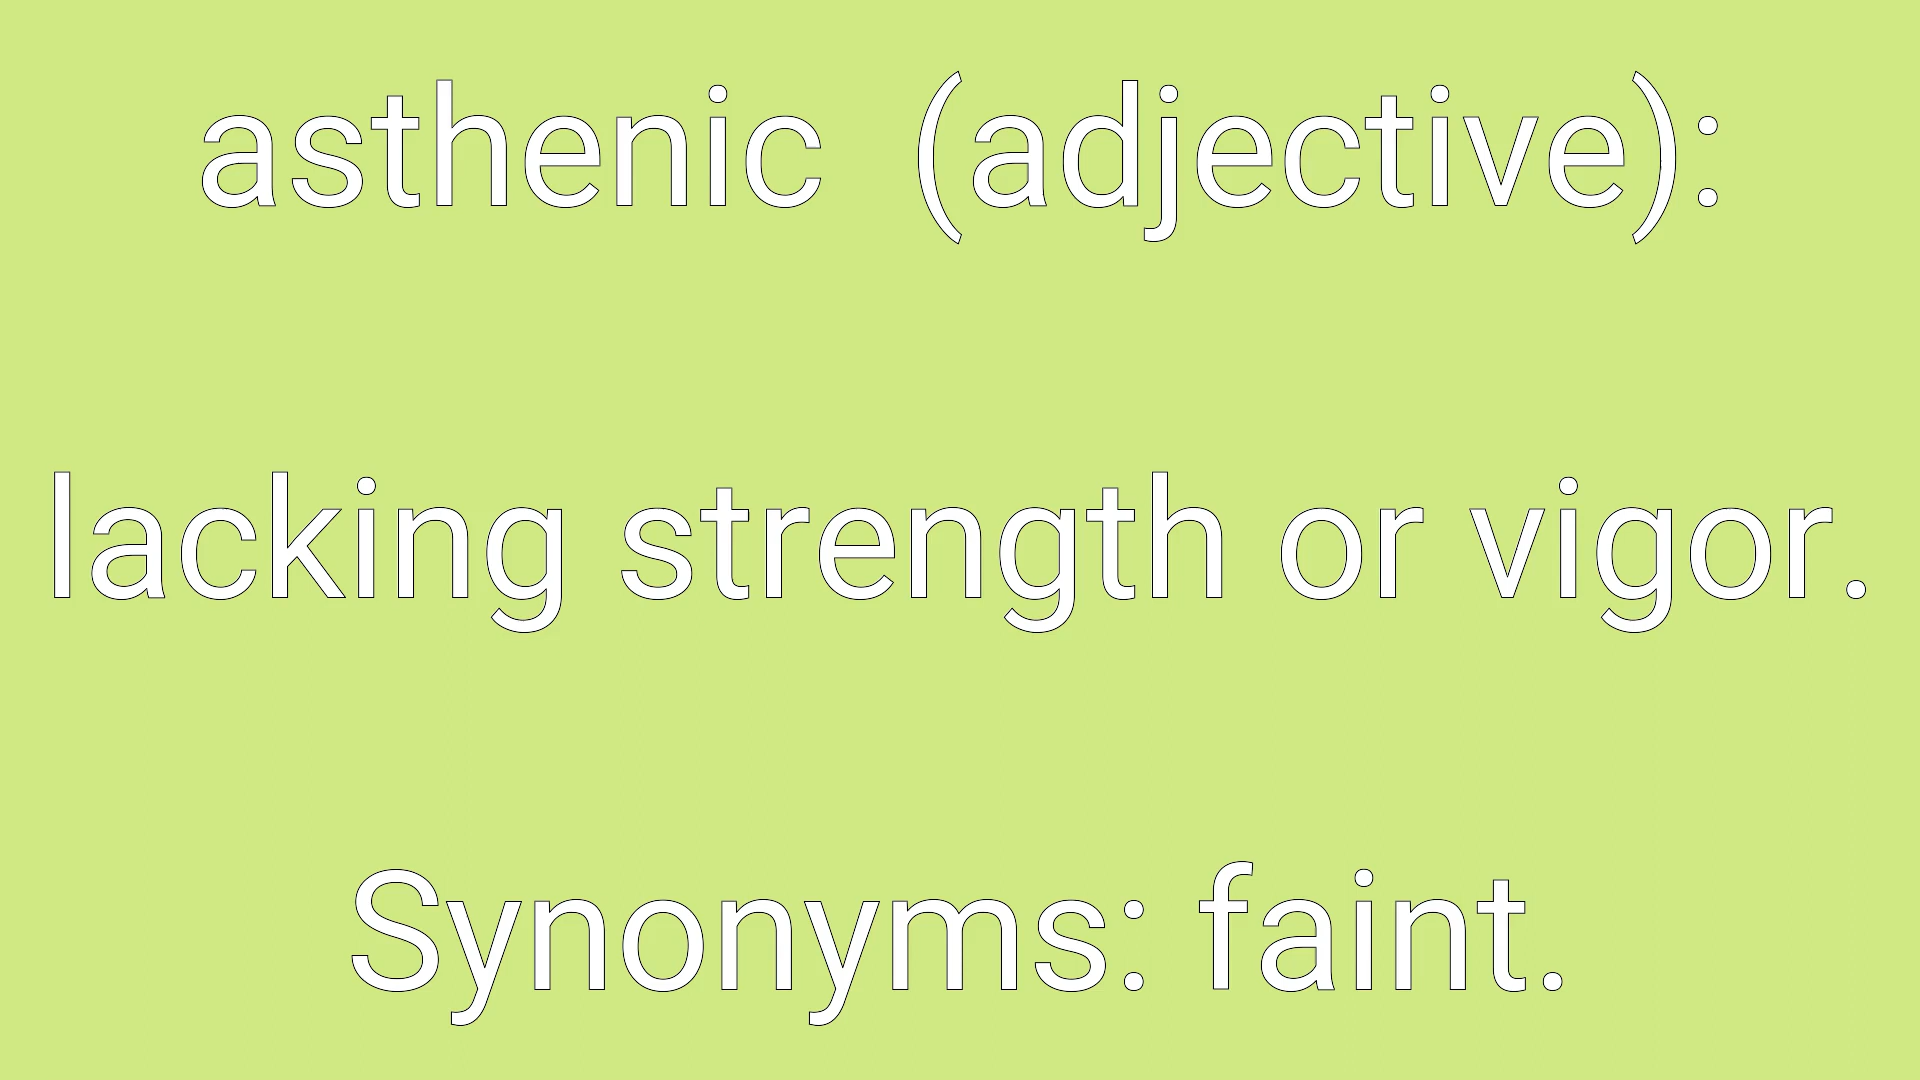 asthenic  (adjective):
lacking strength or vigor.
Synonyms: faint.